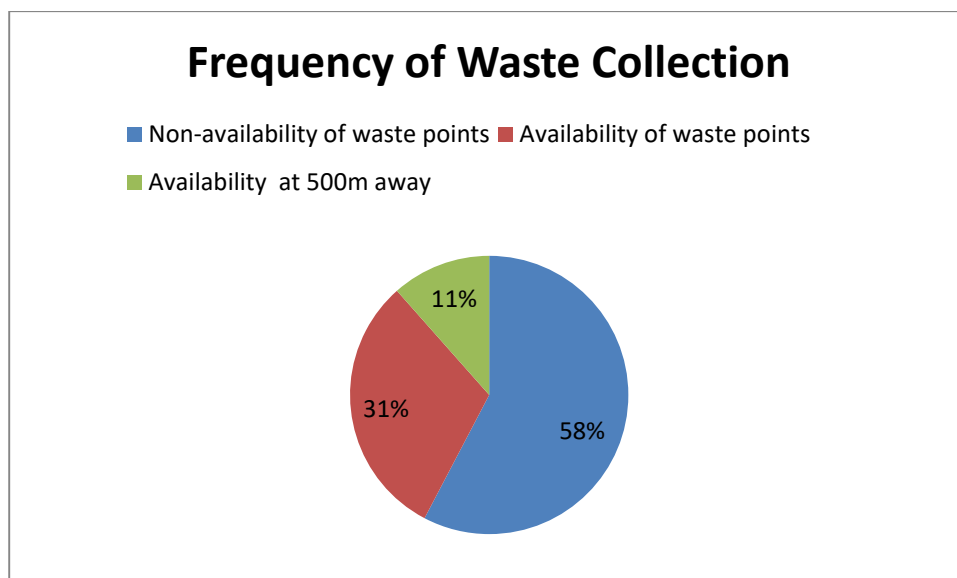 Frequency of Waste Collection
Non-availability of waste points Availability of waste points
Availability at 500m away
11%
31%
58%